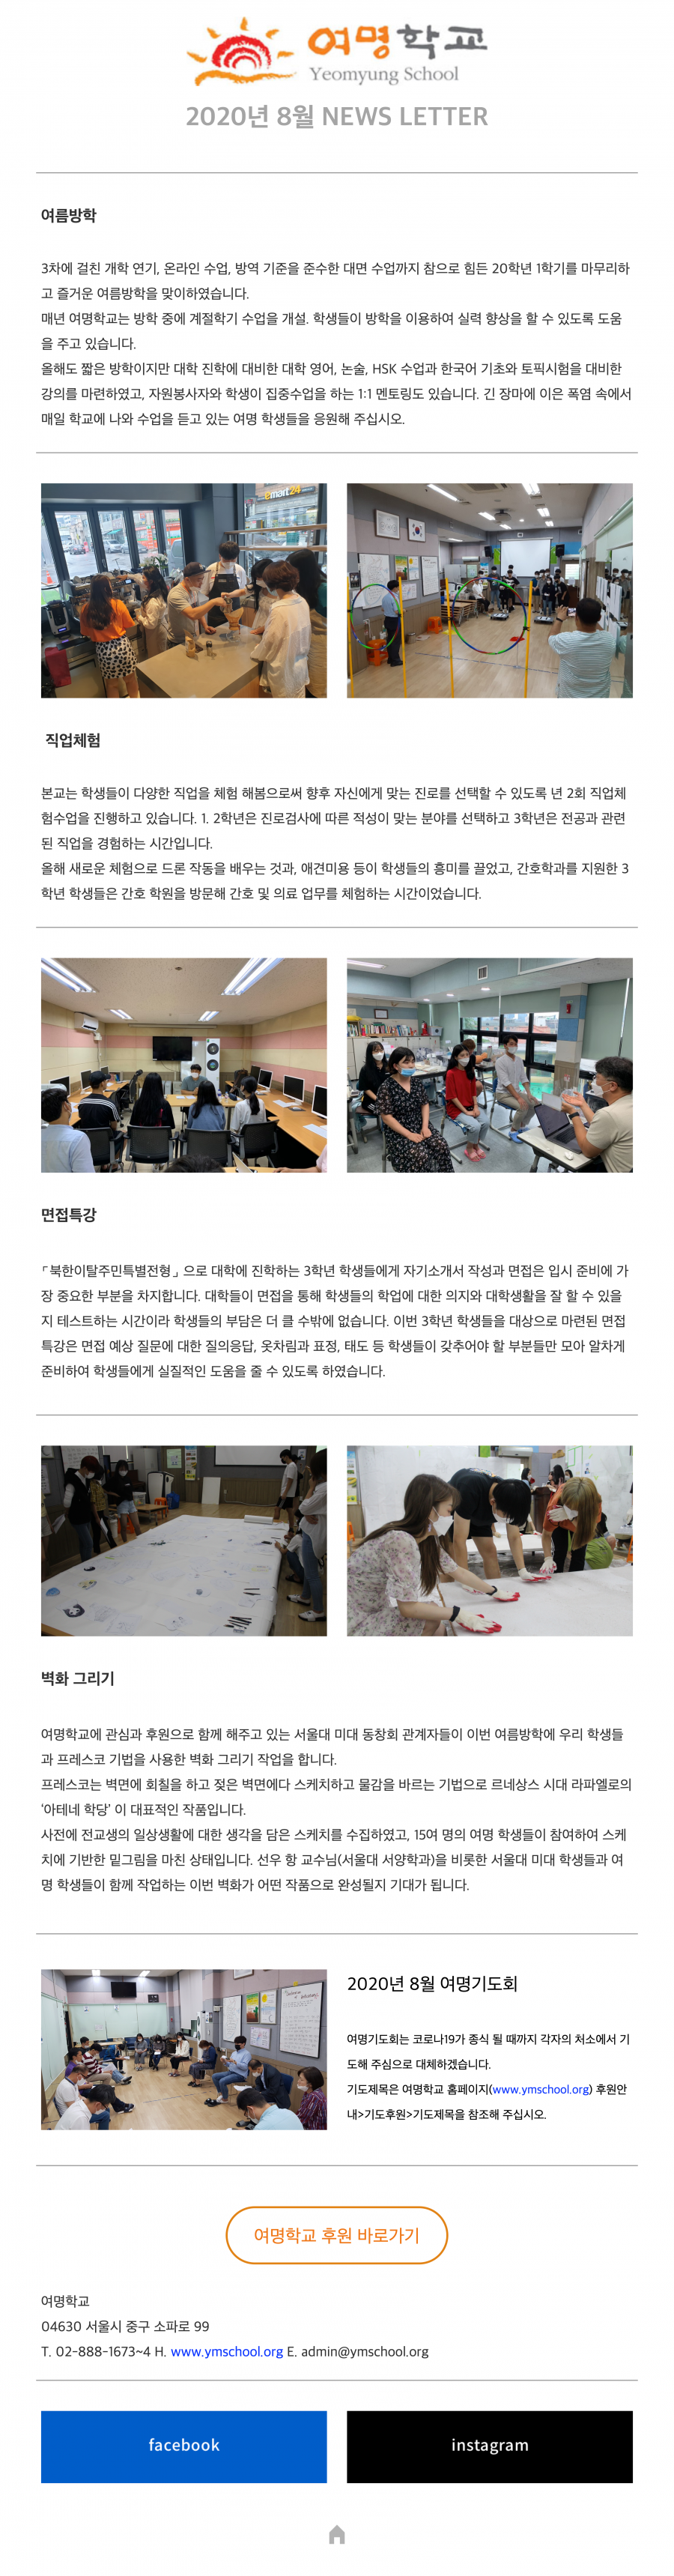 여명학교
Yeomyung School
2020년 8월 NEWS LETTER
여름방학
3차에 걸친 개학 연기, 온라인 수업, 방역 기준을 준수한 대면 수업까지 참으로 힘든 20학년 1학기를 마무리하
고 즐거운 여름방학을 맞이하였습니다.
매년 여명학교는 방학 중에 계절학기 수업을 개설. 학생들이 방학을 이용하여 실력 향상을 할 수 있도록 도움
을 주고 있습니다.
올해도 짧은 방학이지만 대학 진학에 대비한 대학 영어, 논술, HSK 수업과 한국어 기초와 토픽시험을 대비한
강의를 마련하였고, 자원봉사자와 학생이 집중수업을 하는 1:1 멘토링도 있습니다. 긴 장마에 이은 폭염 속에서
매일 학교에 나와 수업을 듣고 있는 여명 학생들을 응원해 주십시오.
emart24
직업체험
본교는 학생들이 다양한 직업을 체험 해봄으로써 향후 자신에게 맞는 진로를 선택할 수 있도록 년 2회 직업체
험수업을 진행하고 있습니다. 1. 2학년은 진로검사에 따른 적성이 맞는 분야를 선택하고 3학년은 전공과 관련
된 직업을 경험하는 시간입니다.
올해 새로운 체험으로 드론 작동을 배우는 것과, 애견미용 등이 학생들의 흥미를 끌었고, 간호학과를 지원한 3
학년 학생들은 간호 학원을 방문해 간호 및 의료 업무를 체험하는 시간이었습니다.
면접특강
「북한이탈주민특별전형」으로 대학에 진학하는 3학년 학생들에게 자기소개서 작성과 면접은 입시 준비에 가
장 중요한 부분을 차지합니다. 대학들이 면접을 통해 학생들의 학업에 대한 의지와 대학생활을 잘 할 수 있을
지 테스트하는 시간이라 학생들의 부담은 더 클 수밖에 없습니다. 이번 3학년 학생들을 대상으로 마련된 면접
특강은 면접 예상 질문에 대한 질의응답, 옷차림과 표정, 태도 등 학생들이 갖추어야 할 부분들만 모아 알차게
준비하여 학생들에게 실질적인 도움을 줄 수 있도록 하였습니다.
벽화 그리기
여명학교에 관심과 후원으로 함께 해주고 있는 서울대 미대 동창회 관계자들이 이번 여름방학에 우리 학생들
과 프레스코 기법을 사용한 벽화 그리기 작업을 합니다.
프레스코는 벽면에 회칠을 하고 젖은 벽면에다 스케치하고 물감을 바르는 기법으로 르네상스 시대 라파엘로의
‘아테네 학당’ 이 대표적인 작품입니다.
사전에 전교생의 일상생활에 대한 생각을 담은 스케치를 수집하였고, 15여 명의 여명 학생들이 참여하여 스케
치에 기반한 밑그림을 마친 상태입니다. 선우 항 교수님(서울대 서양학과)을 비롯한 서울대 미대 학생들과 여
명 학생들이 함께 작업하는 이번 벽화가 어떤 작품으로 완성될지 기대가 됩니다.
2020년 8월 여명기도회
여명기도회는 코로나19가 종식 될 때까지 각자의 처소에서 기
도해 주심으로 대체하겠습니다.
기도제목은 여명학교 홈페이지(www.ymschool.org) 후원안
내>기도후원>기도제목을 참조해 주십시오.
여명학교 후원 바로가기
여명학교
04630 서울시 중구 소파로 99
T. 02-888-1673~4 H. www.ymschool.org E. admin@ymschool.org
facebook
instagram